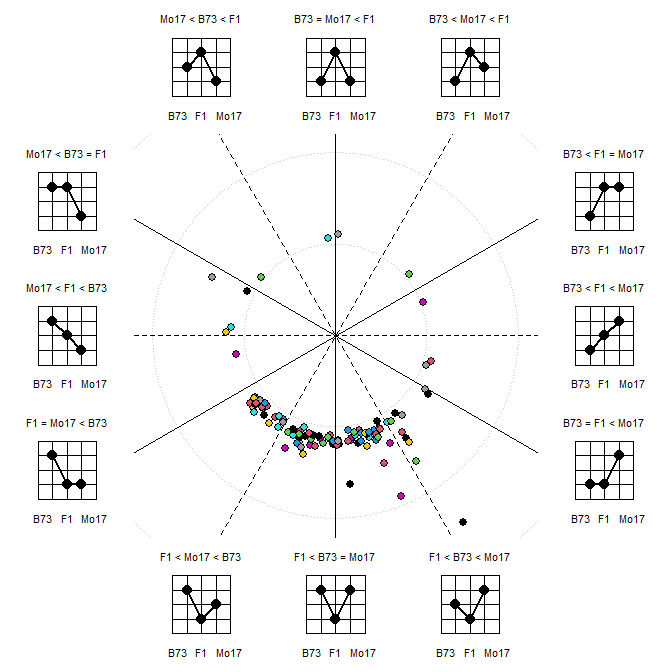 Mo17 < B73 < F1
B73 = Mo17 < F1
B73 < Mo17 < F1
B73 F1 Mo17
B73 F1 Mo17
B73 F1 Mo17
Mo17 < B73 = F1
B73 < F1 = Mo17
B73 F1 Mo17
B73 F1 Mo17
Mo17 < F1 < B73
B73 < F1 < Mo17
B73 F1 Mo17
B73 F1 Mo17
F1 = Mo17 < B73
B73 = F1 < Mo17
B73 F1 Mo17
B73 F1 Mo17
F1 < Mo17 < B73
F1 < B73 = Mo17
F1 < B73 < Mo17
B73 F1 Mo17
B73 F1 Mo17
B73 F1 Mo17